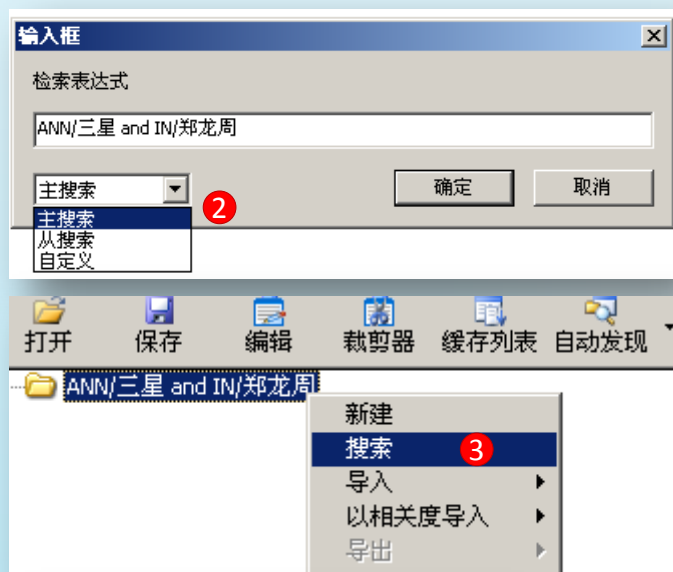 输入框
检索表达式
ANN/三星 and IN/郑龙周
主搜索 确定 取消
主搜索
从搜索
自定义
2
打开 保存 编辑 裁剪器 缓存列表 自动发现
ANN/三星 and IN/郑龙周
新建
搜索 3
导入
以相关度导入
导出